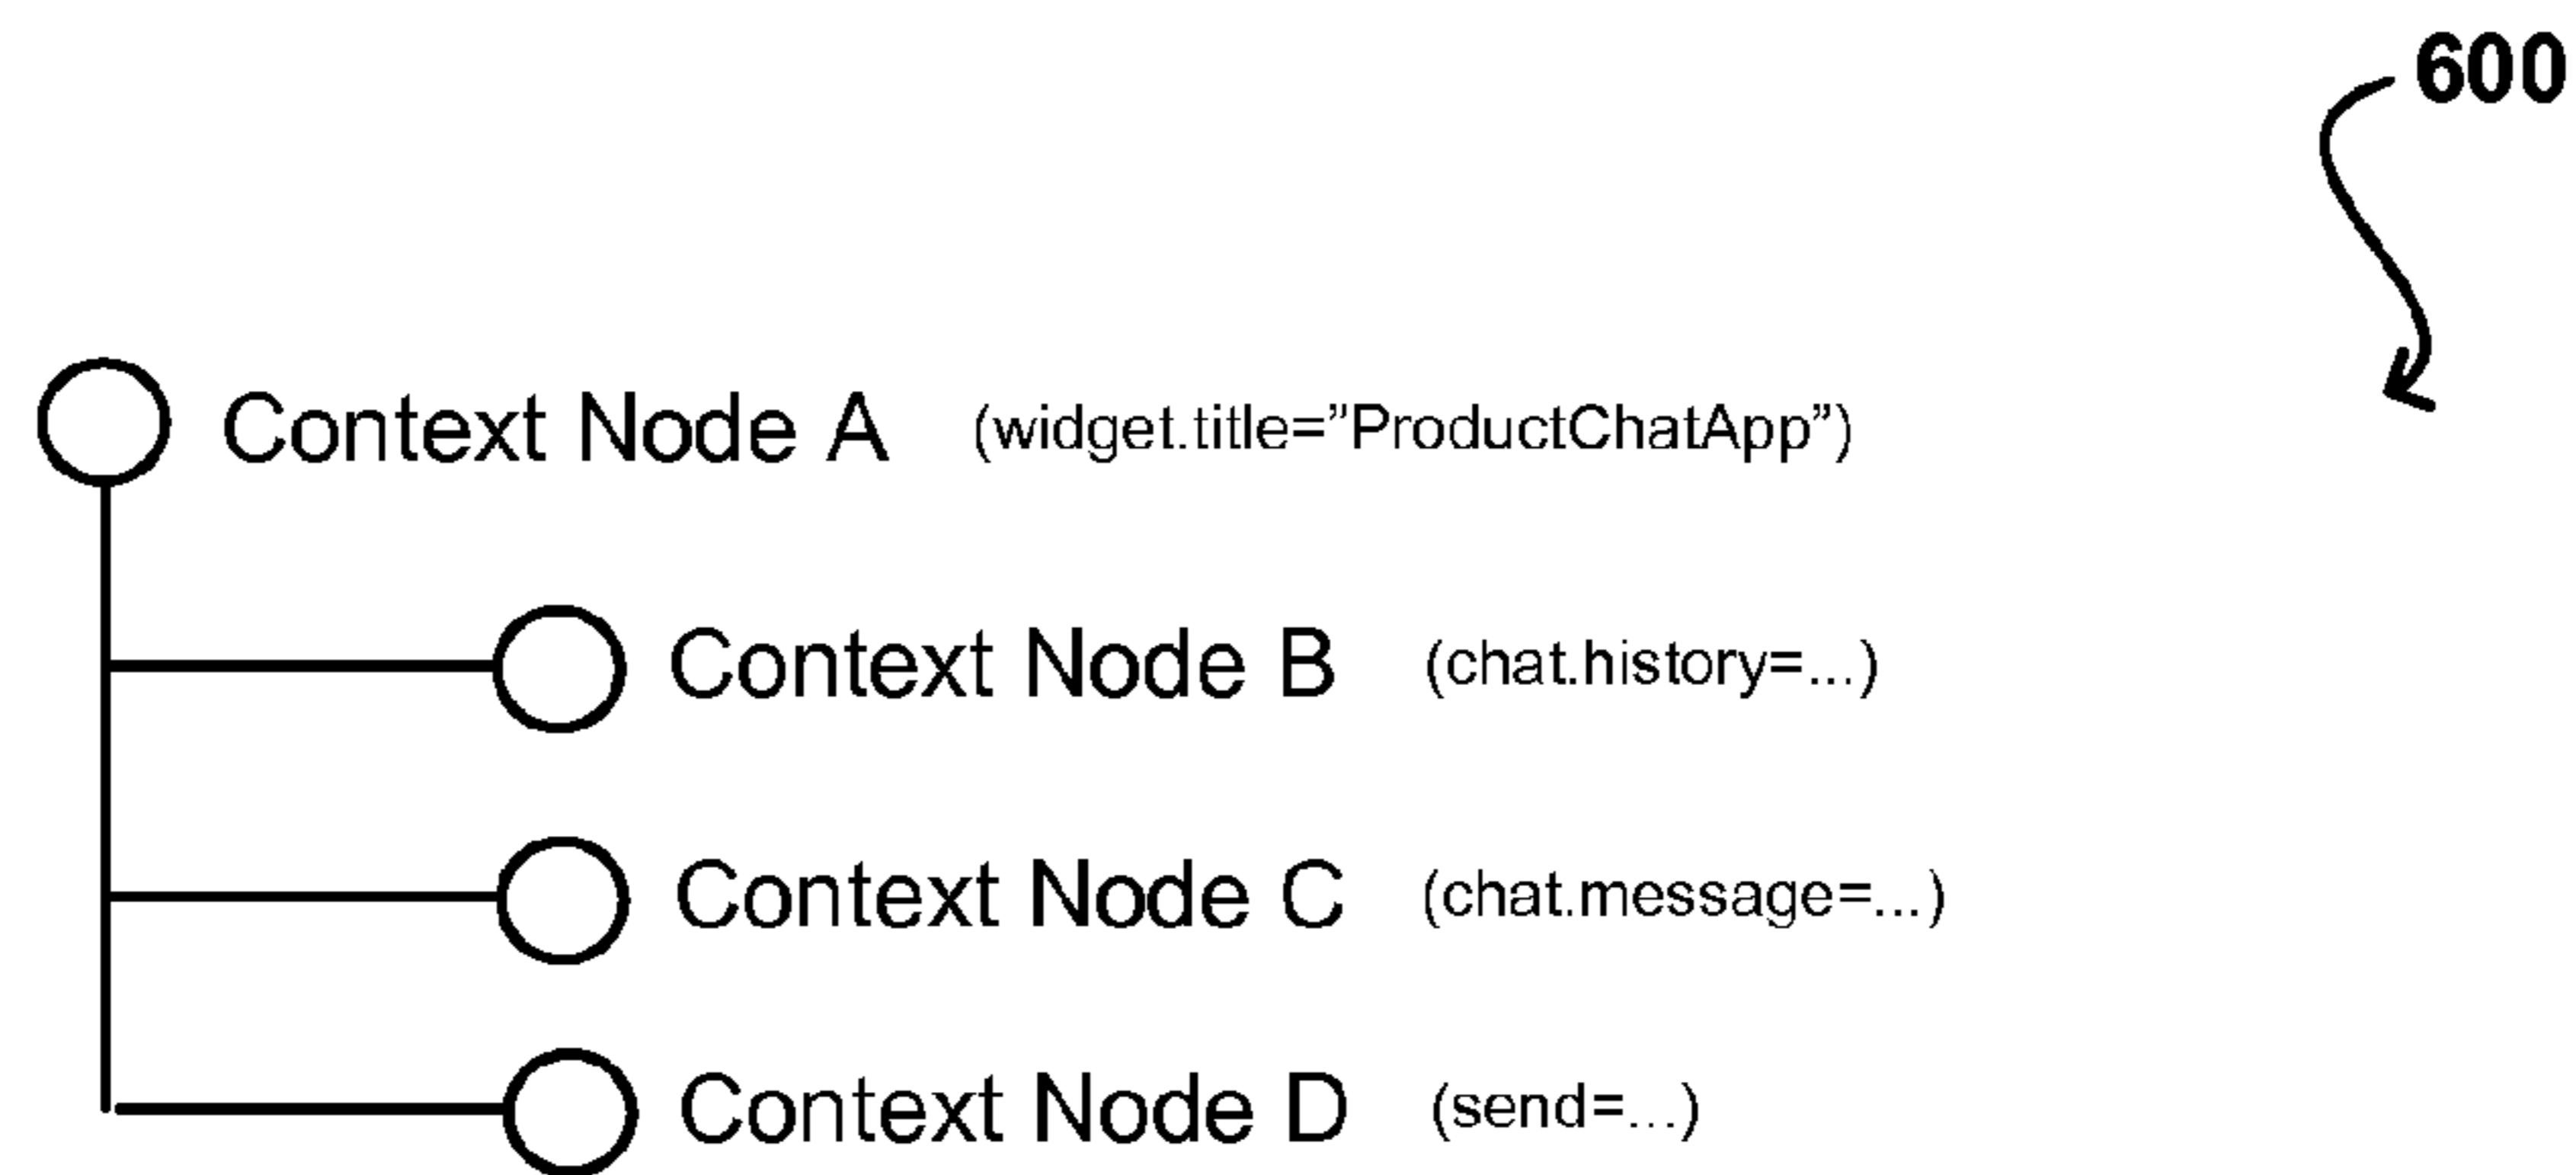 600
Context Node A (widget.title=”ProductChatApp”)
Context Node B (chat.history=...)
Context Node C (chat.message=...)
Context Node D (send=...)